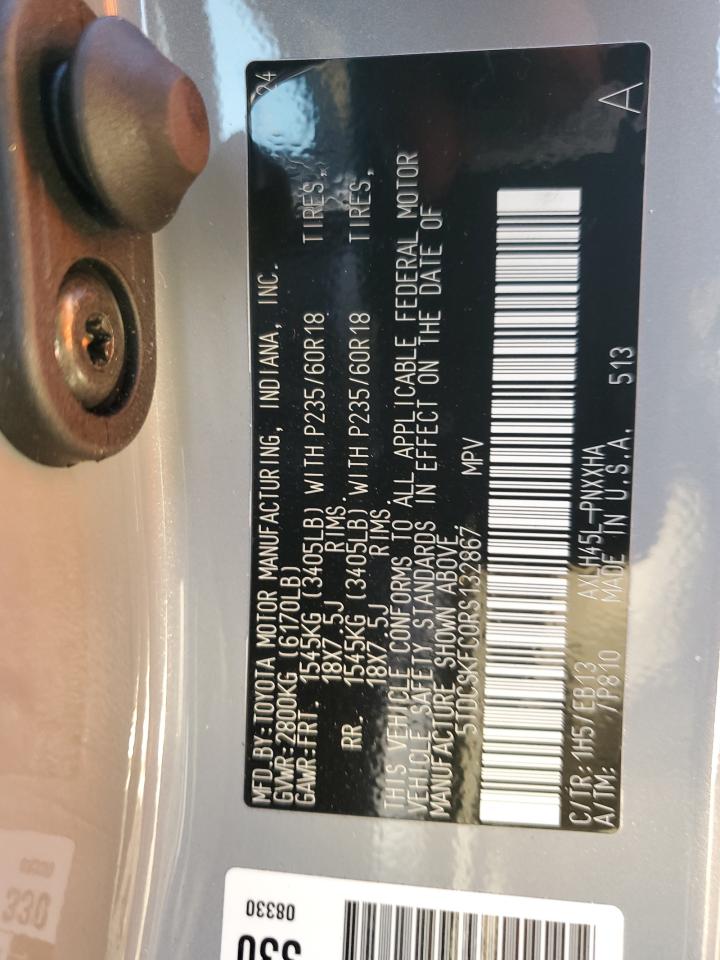 MFD.BY:TOYOTA MOTOR MANUFACTURING, INDIANA, INC. 24
GVWR:2800KG (6170LB)
GAWR:FRT. 1545KG (3405LB) WITH P235/60R18 TIRES,
18X7.5J RIMS.
RR. 1545KG (3405LB) WITH P235/60R18 TIRES,
18X7.5J RIMS.
THIS VEHICLE CONFORMS TO ALL APPLICABLE FEDERAL MOTOR
VEHICLE SAFETY STANDARDS IN EFFECT ON THE DATE OF
MANUFACTURE SHOWN ABOVE.
5TDCSKFC0RS132867 MPV
A
C/TR:1H5/EB13 AXLH45L-PNXXHA
A/TM: /P810 MADE IN U.S.A. 513
08330
330
330